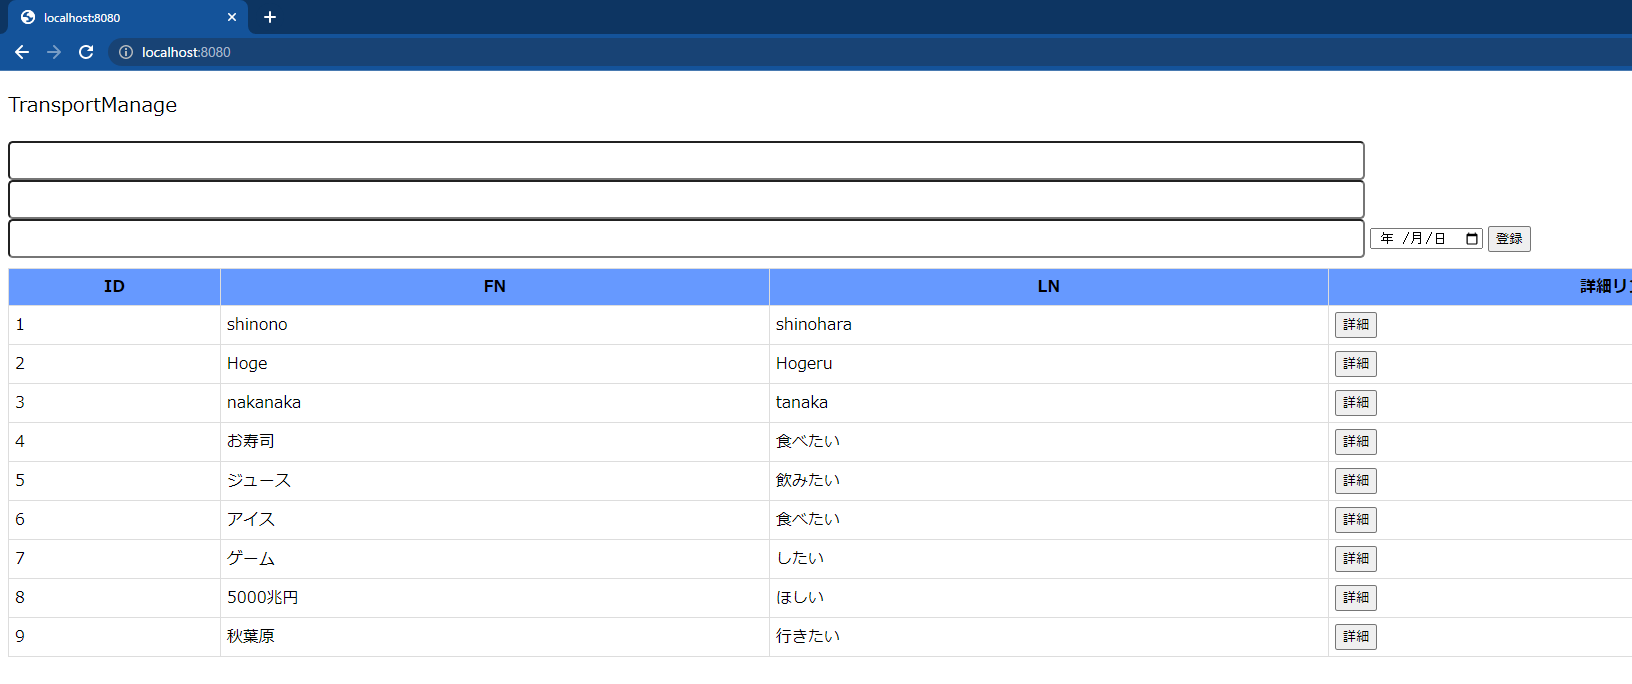 localhost:8080
localhost:8080
TransportManage
年 /月/日 登録
ID FN LN 詳細リ
1 shinono shinohara 詳細
2 Hoge Hogeru 詳細
3 nakanaka tanaka 詳細
4 お寿司 食べたい 詳細
5 ジュース 飲みたい 詳細
6 アイス 食べたい 詳細
7 ゲーム したい 詳細
8 5000兆円 ほしい 詳細
9 秋葉原 行きたい 詳細